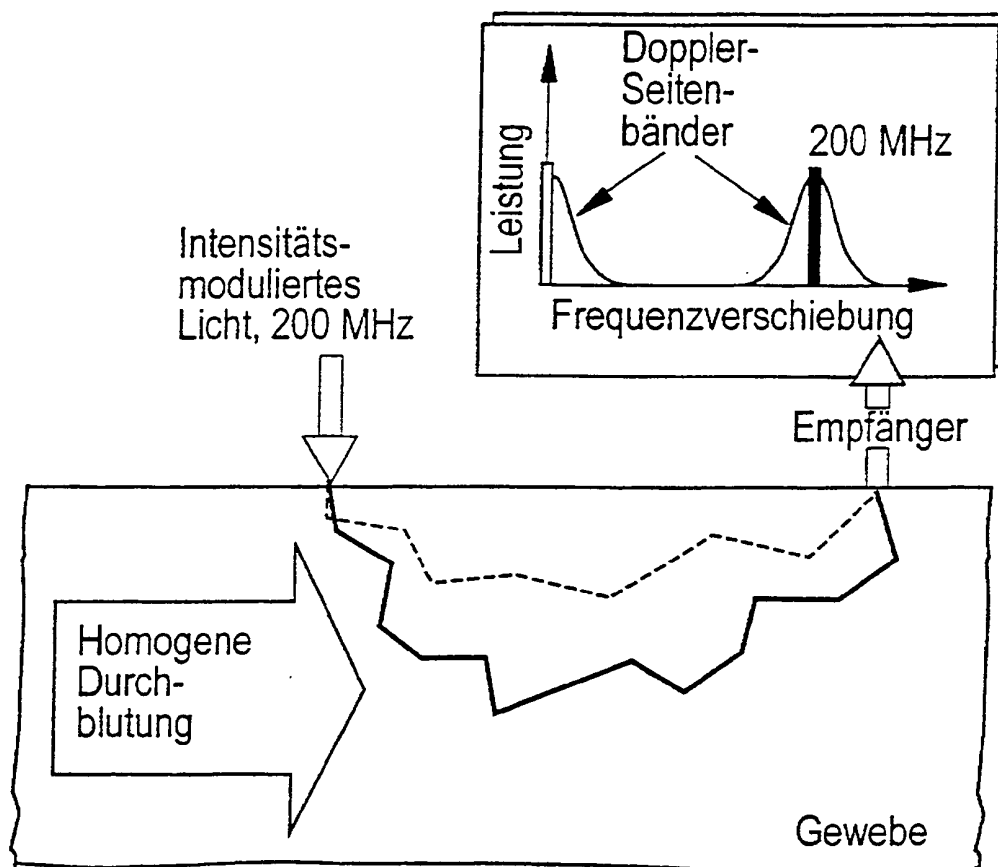 Doppler-
Seiten-
bänder
200 MHz
Leistung
Frequenzverschiebung
Intensitäts-
moduliertes
Licht, 200 MHz
Empfänger
Homogene
Durch-
blutung
Gewebe